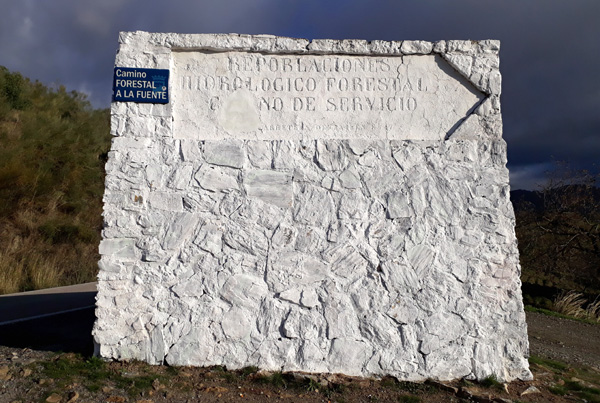 Camino
FORESTAL
A LA FUENTE
REPOBLACIONES
HIDROLOGICO FORESTAL
C NO DE SERVICIO